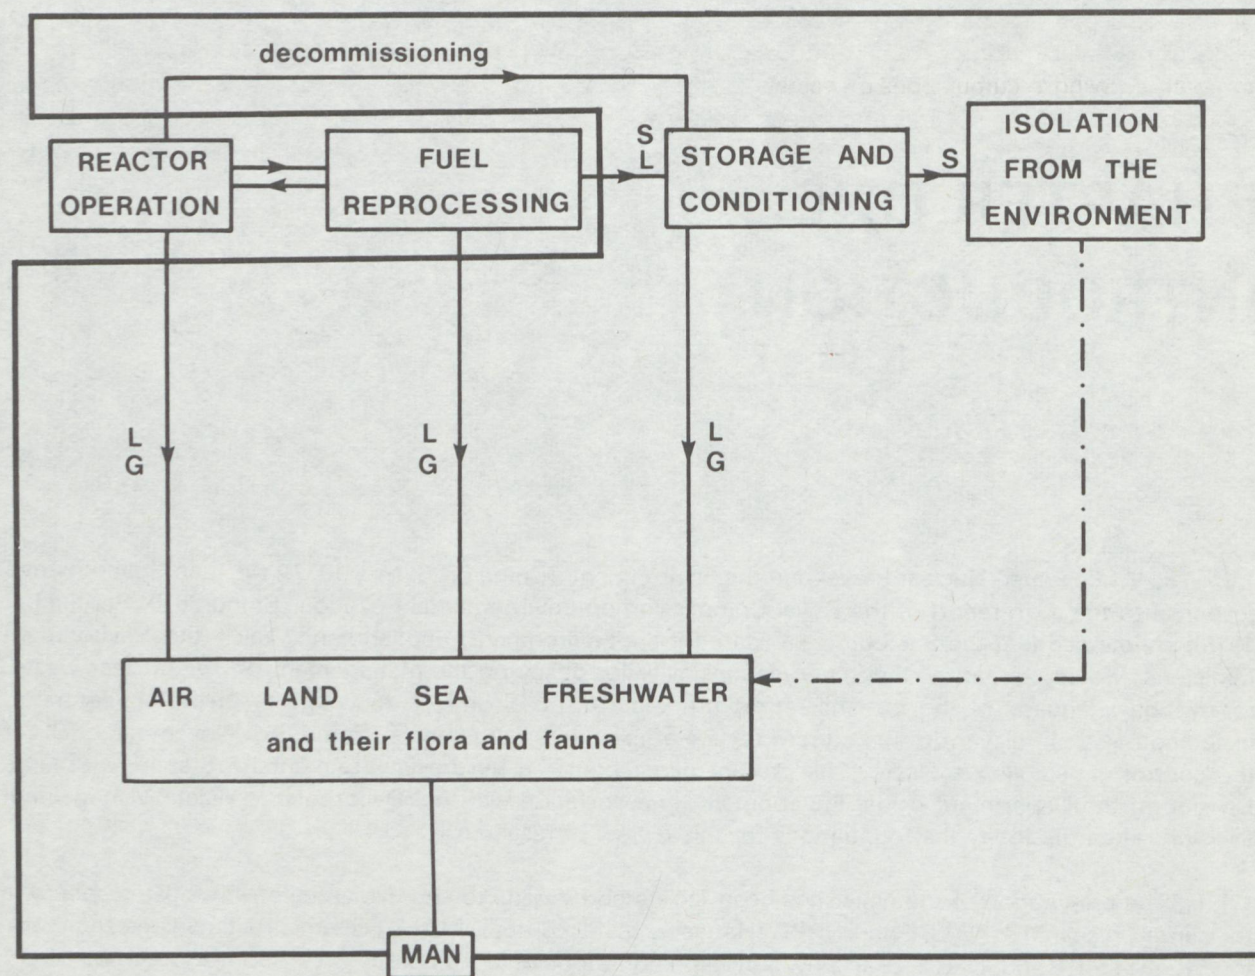 decommissioning
REACTOR
OPERATION
FUEL
REPROCESSING
S
L
STORAGE AND
CONDITIONING
S
ISOLATION
FROM THE
ENVIRONMENT
L
G
L
G
L
G
AIR LAND SEA FRESHWATER
and their flora and fauna
MAN